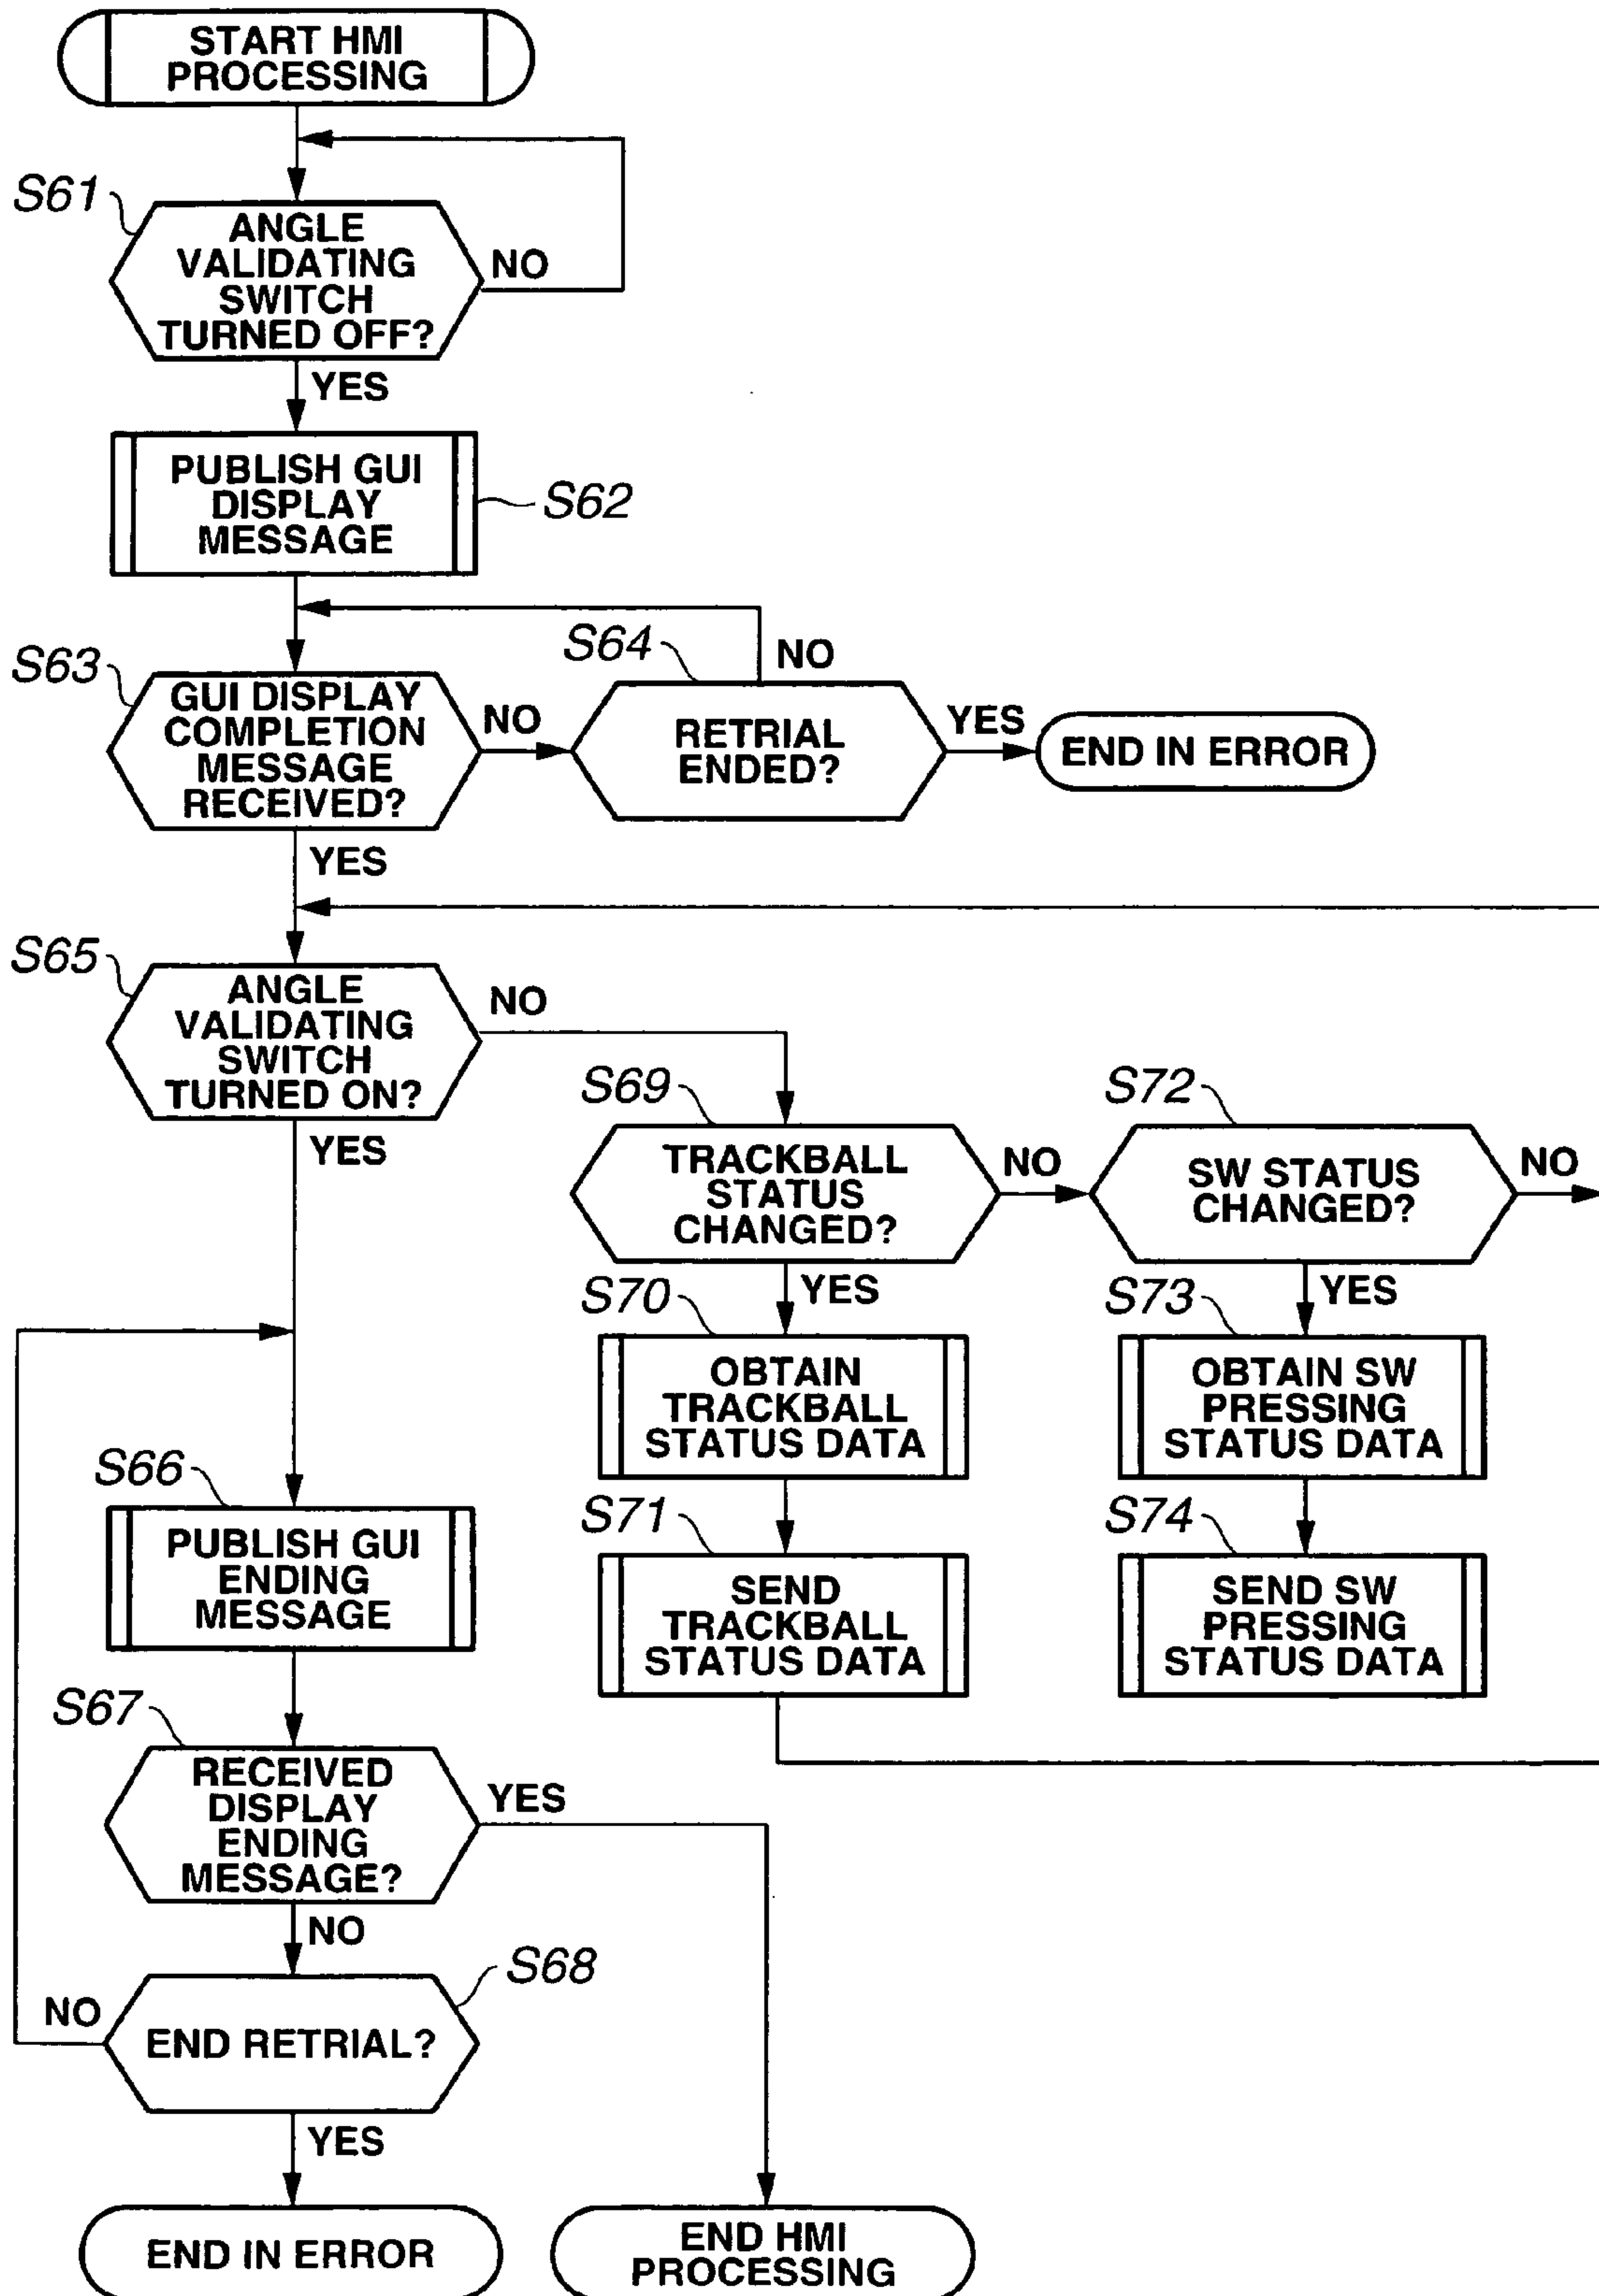 START HMI
PROCESSING
S61
ANGLE
VALIDATING
SWITCH
TURNED OFF?
NO
YES
PUBLISH GUI
DISPLAY
MESSAGE
S62
S63
GUI DISPLAY
COMPLETION
MESSAGE
RECEIVED?
NO
S64
NO
RETRIAL
ENDED?
YES
END IN ERROR
YES
S65
ANGLE
VALIDATING
SWITCH
TURNED ON?
NO
YES
S69
TRACKBALL
STATUS
CHANGED?
NO
S72
SW STATUS
CHANGED?
NO
YES
YES
S70
OBTAIN
TRACKBALL
STATUS DATA
S73
OBTAIN SW
PRESSING
STATUS DATA
S71
SEND
TRACKBALL
STATUS DATA
S74
SEND SW
PRESSING
STATUS DATA
S66
PUBLISH GUI
ENDING
MESSAGE
S67
RECEIVED
DISPLAY
ENDING
MESSAGE?
YES
NO
S68
NO
END RETRIAL?
YES
END IN ERROR
END HMI
PROCESSING